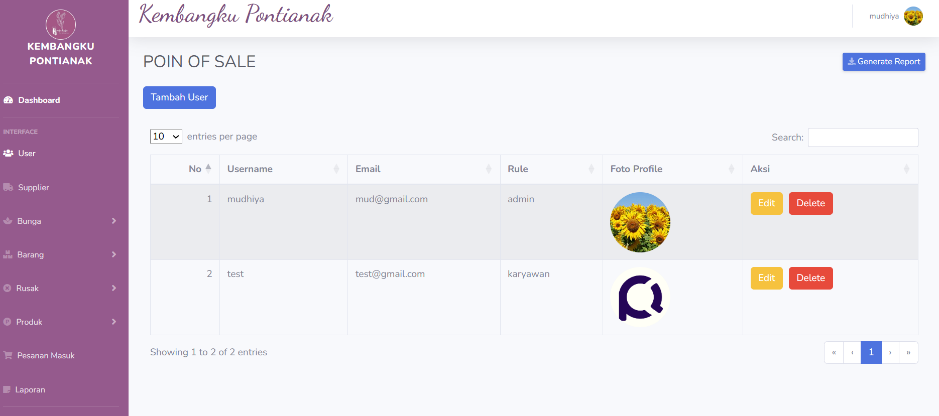 Kembangku Pontianak
mudhiya
KEMBANGKU
PONTIANAK
Dashboard
INTERFACE
User
Supplier
Bunga
Barang
Rusak
Produk
Pesanan Masuk
Laporan
POIN OF SALE
Generate Report
Tambah User
10 entries per page
Search:
No Username Email Rule Foto Profile Aksi
1 mudhiya mud@gmail.com admin Edit Delete
2 test test@gmail.com karyawan Edit Delete
Showing 1 to 2 of 2 entries
« ‹ 1 › »